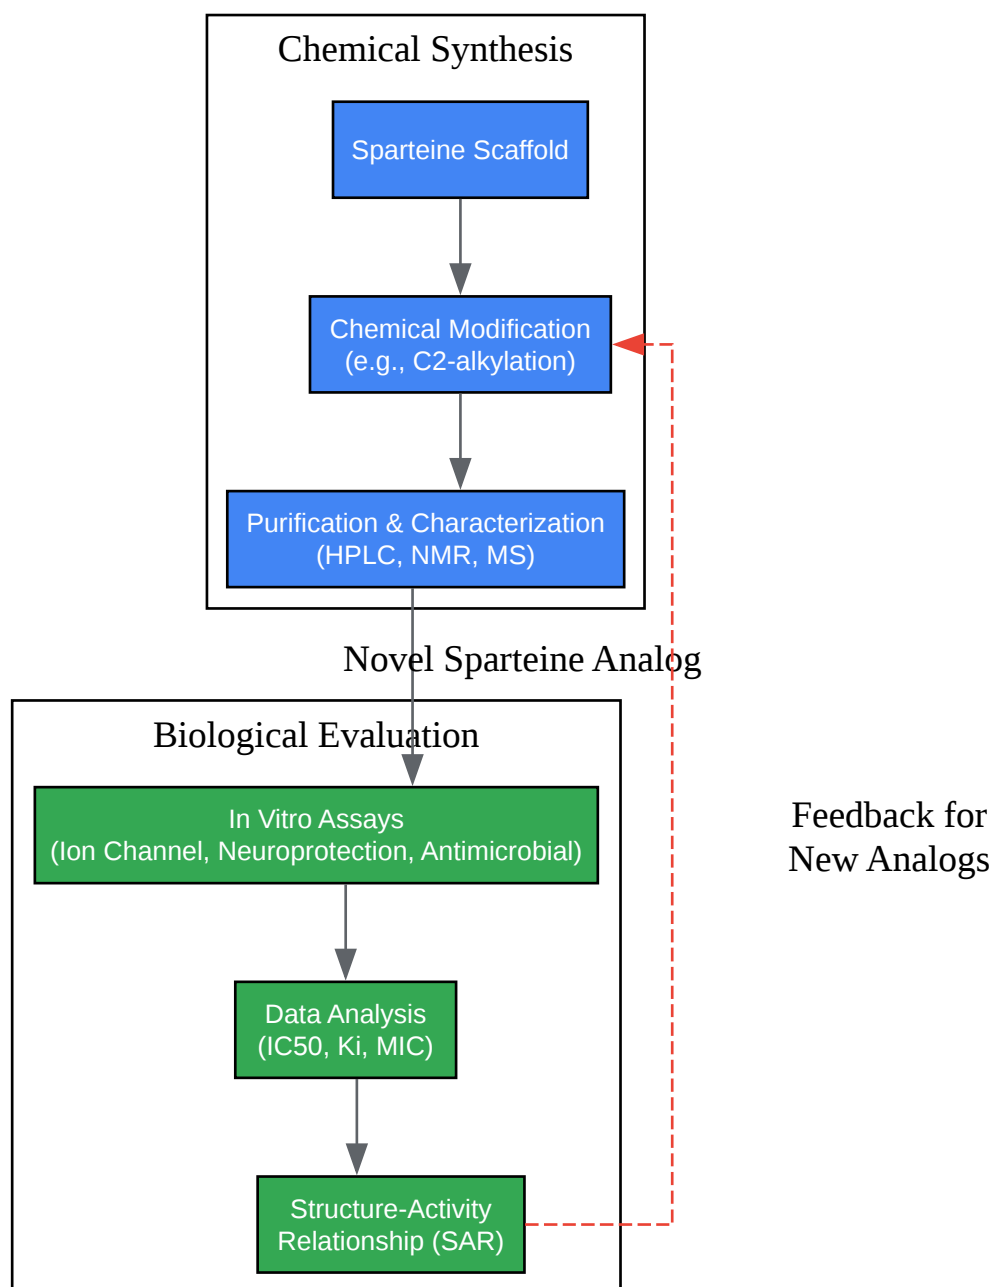 Chemical Synthesis
Sparteine Scaffold
Chemical Modification
(e.g., C2-alkylation)
Purification & Characterization
(HPLC, NMR, MS)
Novel Sparteine Analog
Biological Evaluation
In Vitro Assays
(Ion Channel, Neuroprotection, Antimicrobial)
Feedback for
New Analogs
Data Analysis
(IC50, Ki, MIC)
Structure-Activity
Relationship (SAR)